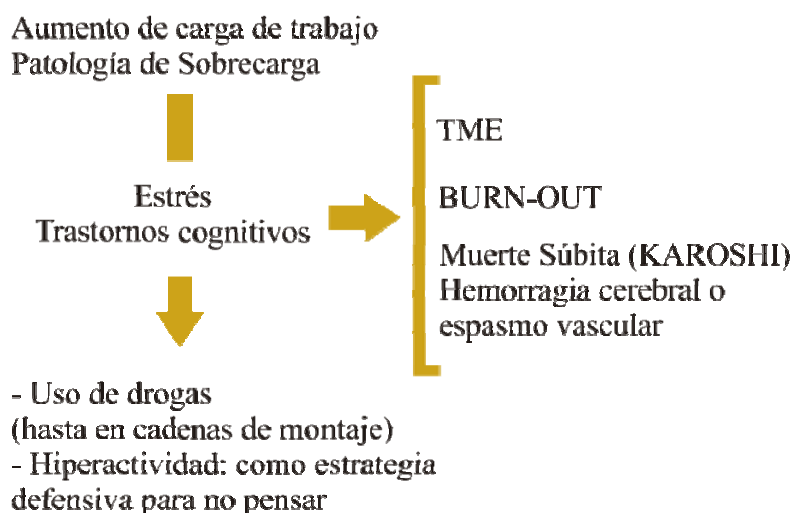 Aumento de carga de trabajo
Patología de Sobrecarga
Estrés
Trastornos cognitivos
TME
BURN-OUT
Muerte Súbita (KAROSHI)
Hemorragia cerebral o
espasmo vascular
- Uso de drogas
(hasta en cadenas de montaje)
- Hiperactividad: como estrategia
defensiva para no pensar